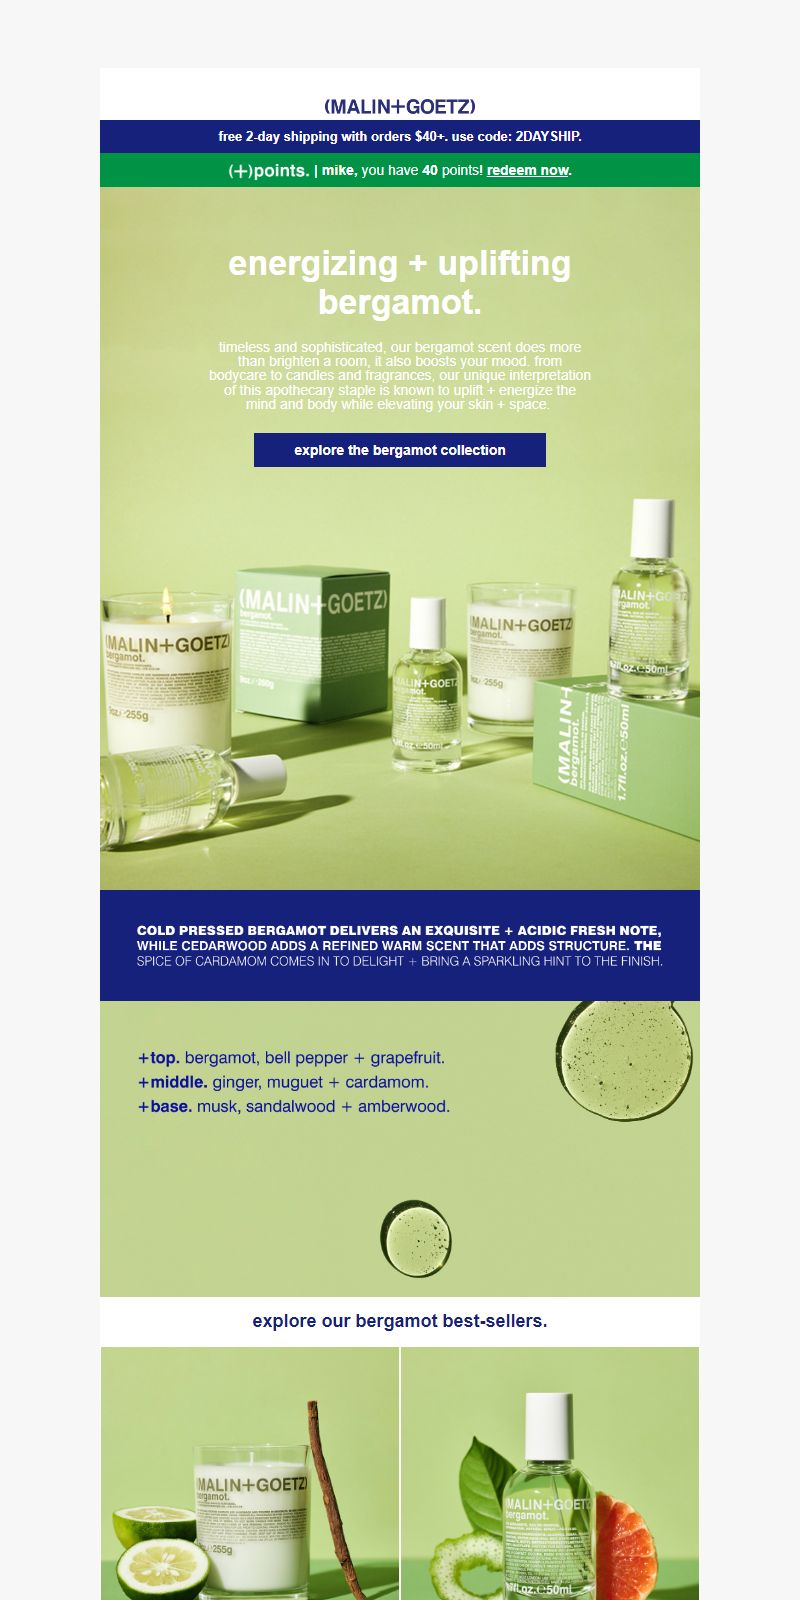 (MALIN+GOETZ)
free 2-day shipping with orders $40+. use code: 2DAYSHIP.
(+)points. | mike, you have 40 points! redeem now.
energizing + uplifting
bergamot.
timeless and sophisticated, our bergamot scent does more
than brighten a room, it also boosts your mood. from
bodycare to candles and fragrances, our unique interpretation
of this apothecary staple is known to uplift + energize the
mind and body while elevating your skin + space.
explore the bergamot collection
(MALIN+GOETZ)
bergamot.
9oz.℮255g
(MALIN+GOETZ)
bergamot.
9oz.℮260g
MALIN+GOETZ
bergamot.
℮50ml
(MALIN+GOETZ
bergamot.
℮255g
MALIN+GOETZ
bergamot.
1.7fl.oz.℮50ml
(MALIN+
bergamot.
1.7fl.oz.℮50ml
COLD PRESSED BERGAMOT DELIVERS AN EXQUISITE + ACIDIC FRESH NOTE,
WHILE CEDARWOOD ADDS A REFINED WARM SCENT THAT ADDS STRUCTURE. THE
SPICE OF CARDAMOM COMES IN TO DELIGHT + BRING A SPARKLING HINT TO THE FINISH.
+top. bergamot, bell pepper + grapefruit.
+middle. ginger, muguet + cardamom.
+base. musk, sandalwood + amberwood.
explore our bergamot best-sellers.
(MALIN+GOETZ)
bergamot.
℮255g
MALIN+GOETZ
bergamot.
1.7fl.oz.℮50ml